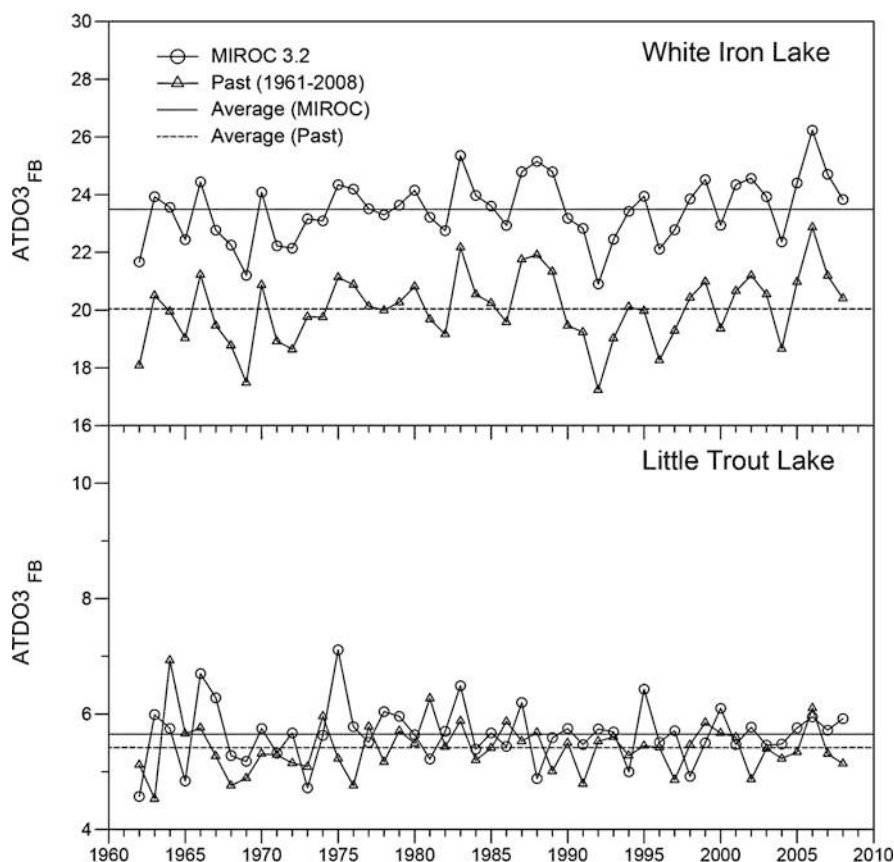 30
28
26
24
22
20
18
16
ATDO3FB
White Iron Lake
MIROC 3.2
Past (1961-2008)
Average (MIROC)
Average (Past)
10
8
6
4
ATDO3FB
Little Trout Lake
1960 1965 1970 1975 1980 1985 1990 1995 2000 2005 2010